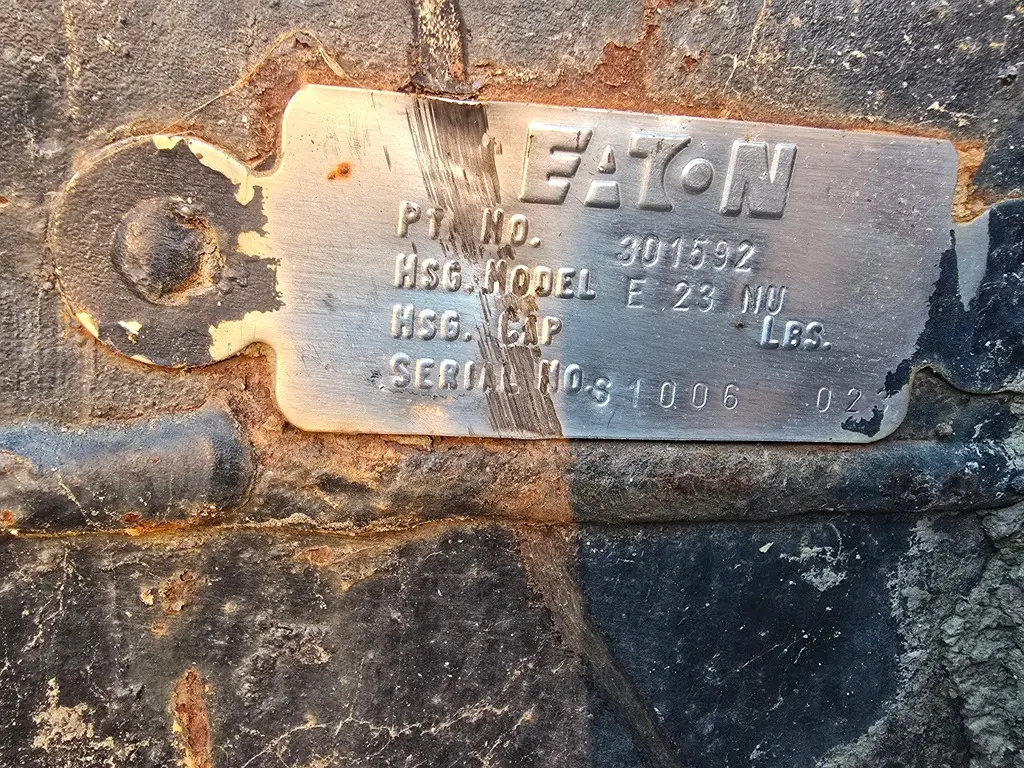 EATON
PT. NO. 301592
HSG. MODEL E 23 NU
HSG. CAP LBS.
SERIAL NO. S1006 02